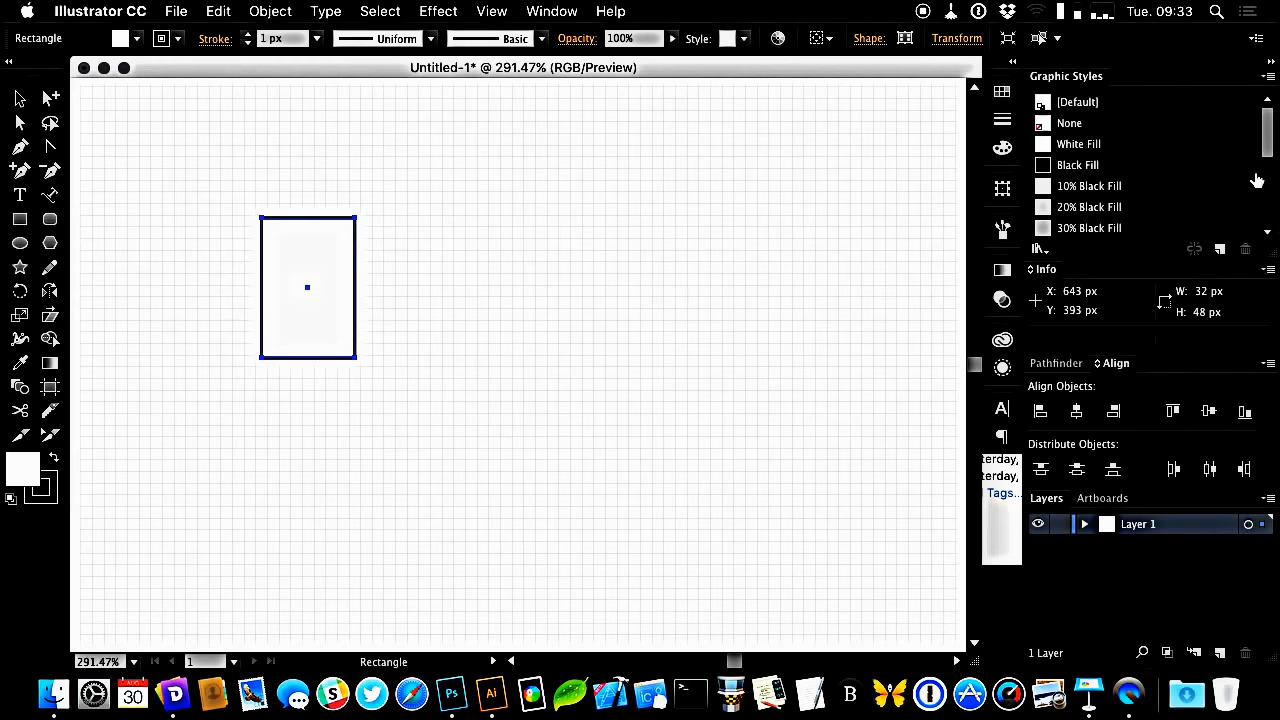 Illustrator CC File Edit Object Type Select Effect View Window Help Tue. 09:33
Rectangle Stroke: 1 px Uniform Basic Opacity: 100% Style: Shape: Transform
Untitled-1* @ 291.47% (RGB/Preview)
Graphic Styles
[Default]
None
White Fill
Black Fill
10% Black Fill
20% Black Fill
30% Black Fill
Info
X: 643 px W: 32 px
Y: 393 px H: 48 px
Pathfinder Align
Align Objects:
Distribute Objects:
terday,
terday,
Tags...
Layers Artboards
Layer 1
291.47% 1 Rectangle
1 Layer
AUG
30
Ps
Ai
B